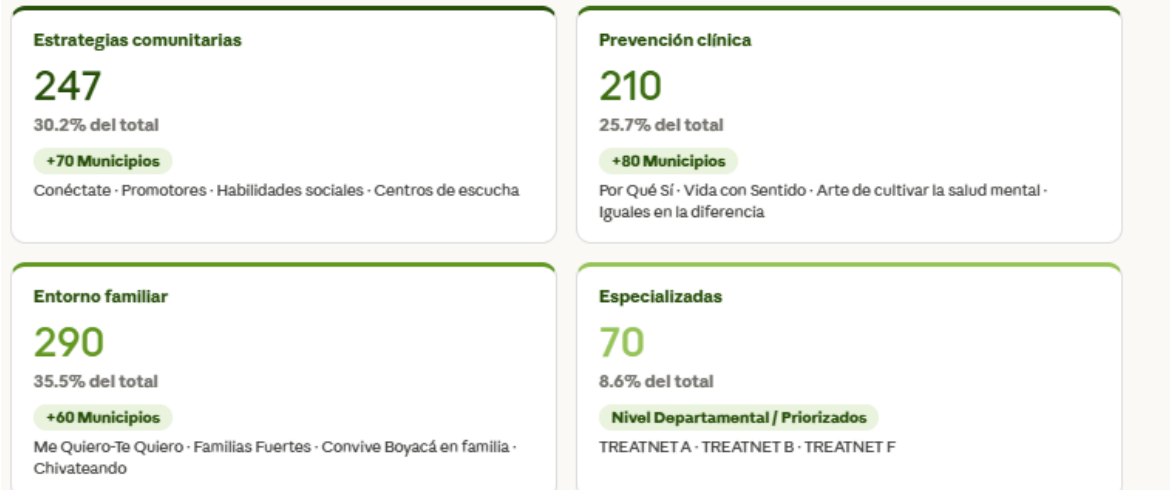 Estrategias comunitarias
247
30.2% del total
+70 Municipios
Conéctate · Promotores · Habilidades sociales · Centros de escucha
Prevención clínica
210
25.7% del total
+80 Municipios
Por Qué Sí · Vida con Sentido · Arte de cultivar la salud mental ·
Iguales en la diferencia
Entorno familiar
290
35.5% del total
+60 Municipios
Me Quiero-Te Quiero · Familias Fuertes · Convive Boyacá en familia ·
Chivateando
Especializadas
70
8.6% del total
Nivel Departamental / Priorizados
TREATNET A · TREATNET B · TREATNET F